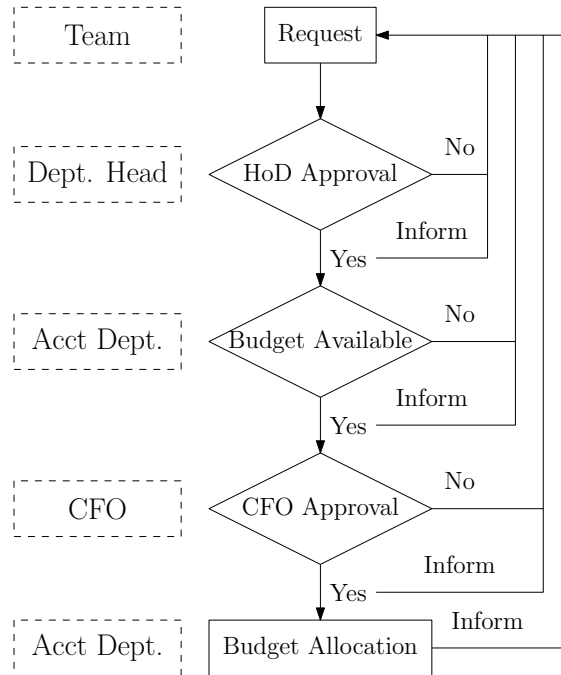 Team
Request
No
Dept. Head
HoD Approval
Inform
Yes
No
Acct Dept.
Budget Available
Inform
Yes
No
CFO
CFO Approval
Inform
Yes
Inform
Acct Dept.
Budget Allocation